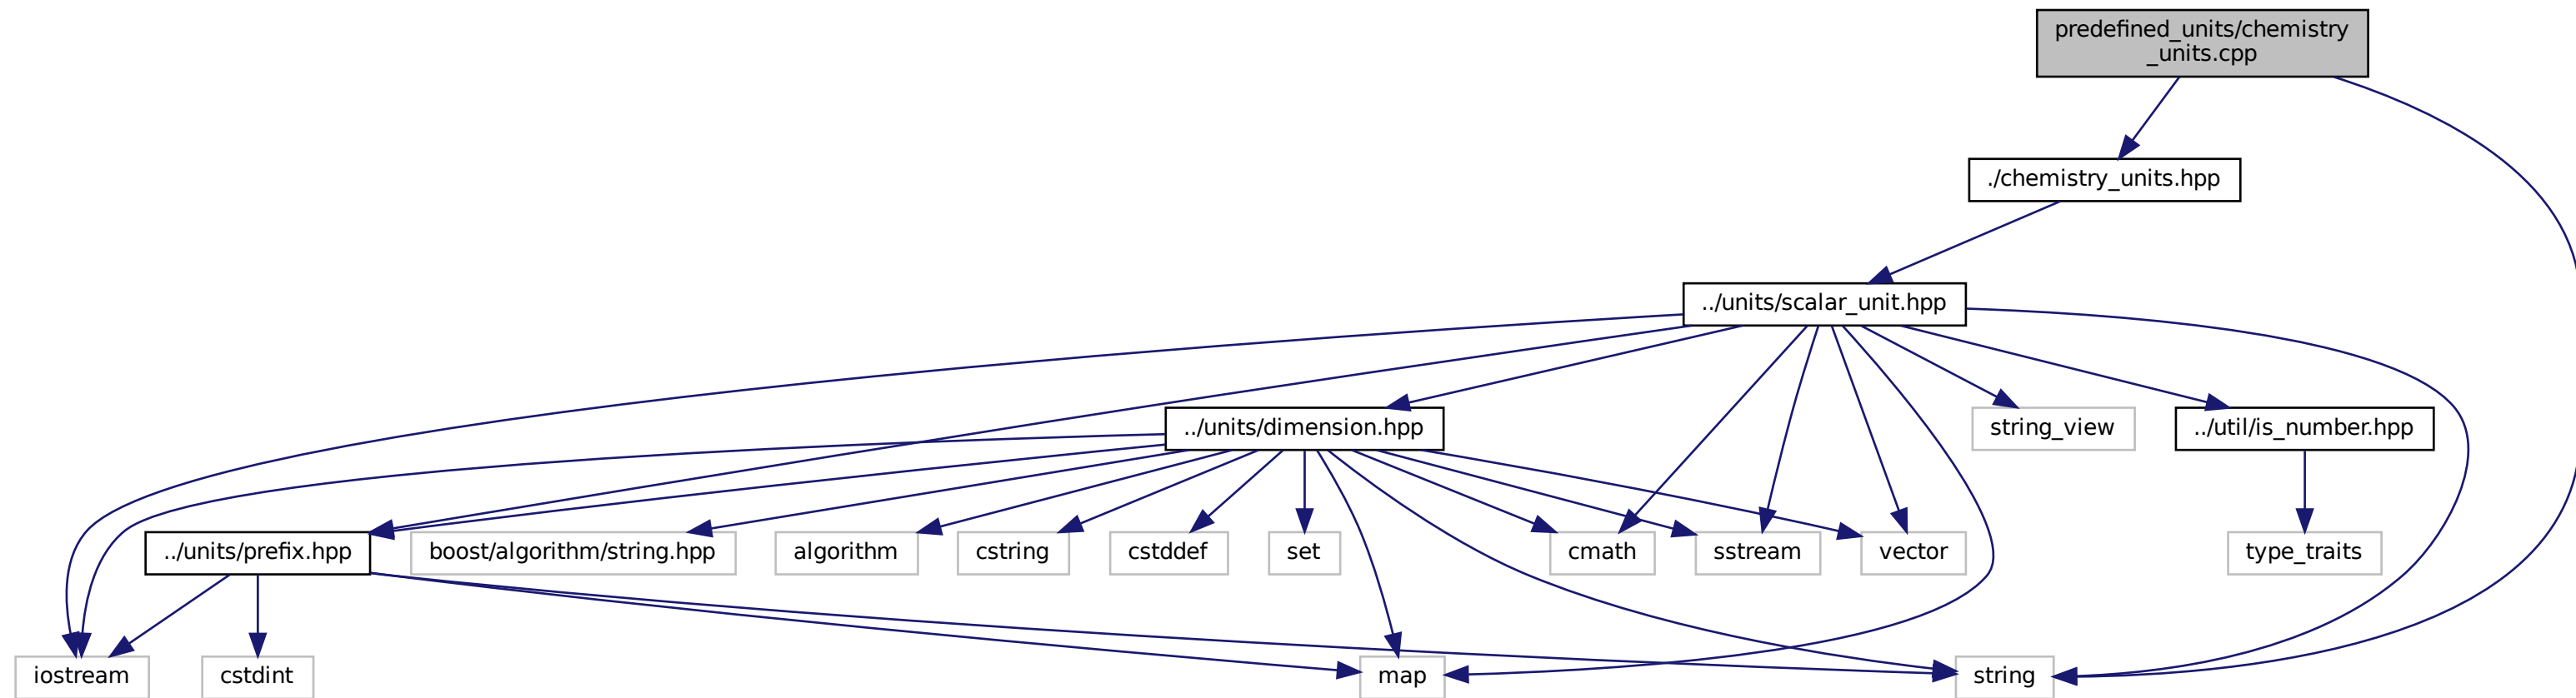 predefined_units/chemistry
_units.cpp
./chemistry_units.hpp
../units/scalar_unit.hpp
../units/dimension.hpp
string_view
../util/is_number.hpp
../units/prefix.hpp
boost/algorithm/string.hpp
algorithm
cstring
cstddef
set
cmath
sstream
vector
type_traits
iostream
cstdint
map
string